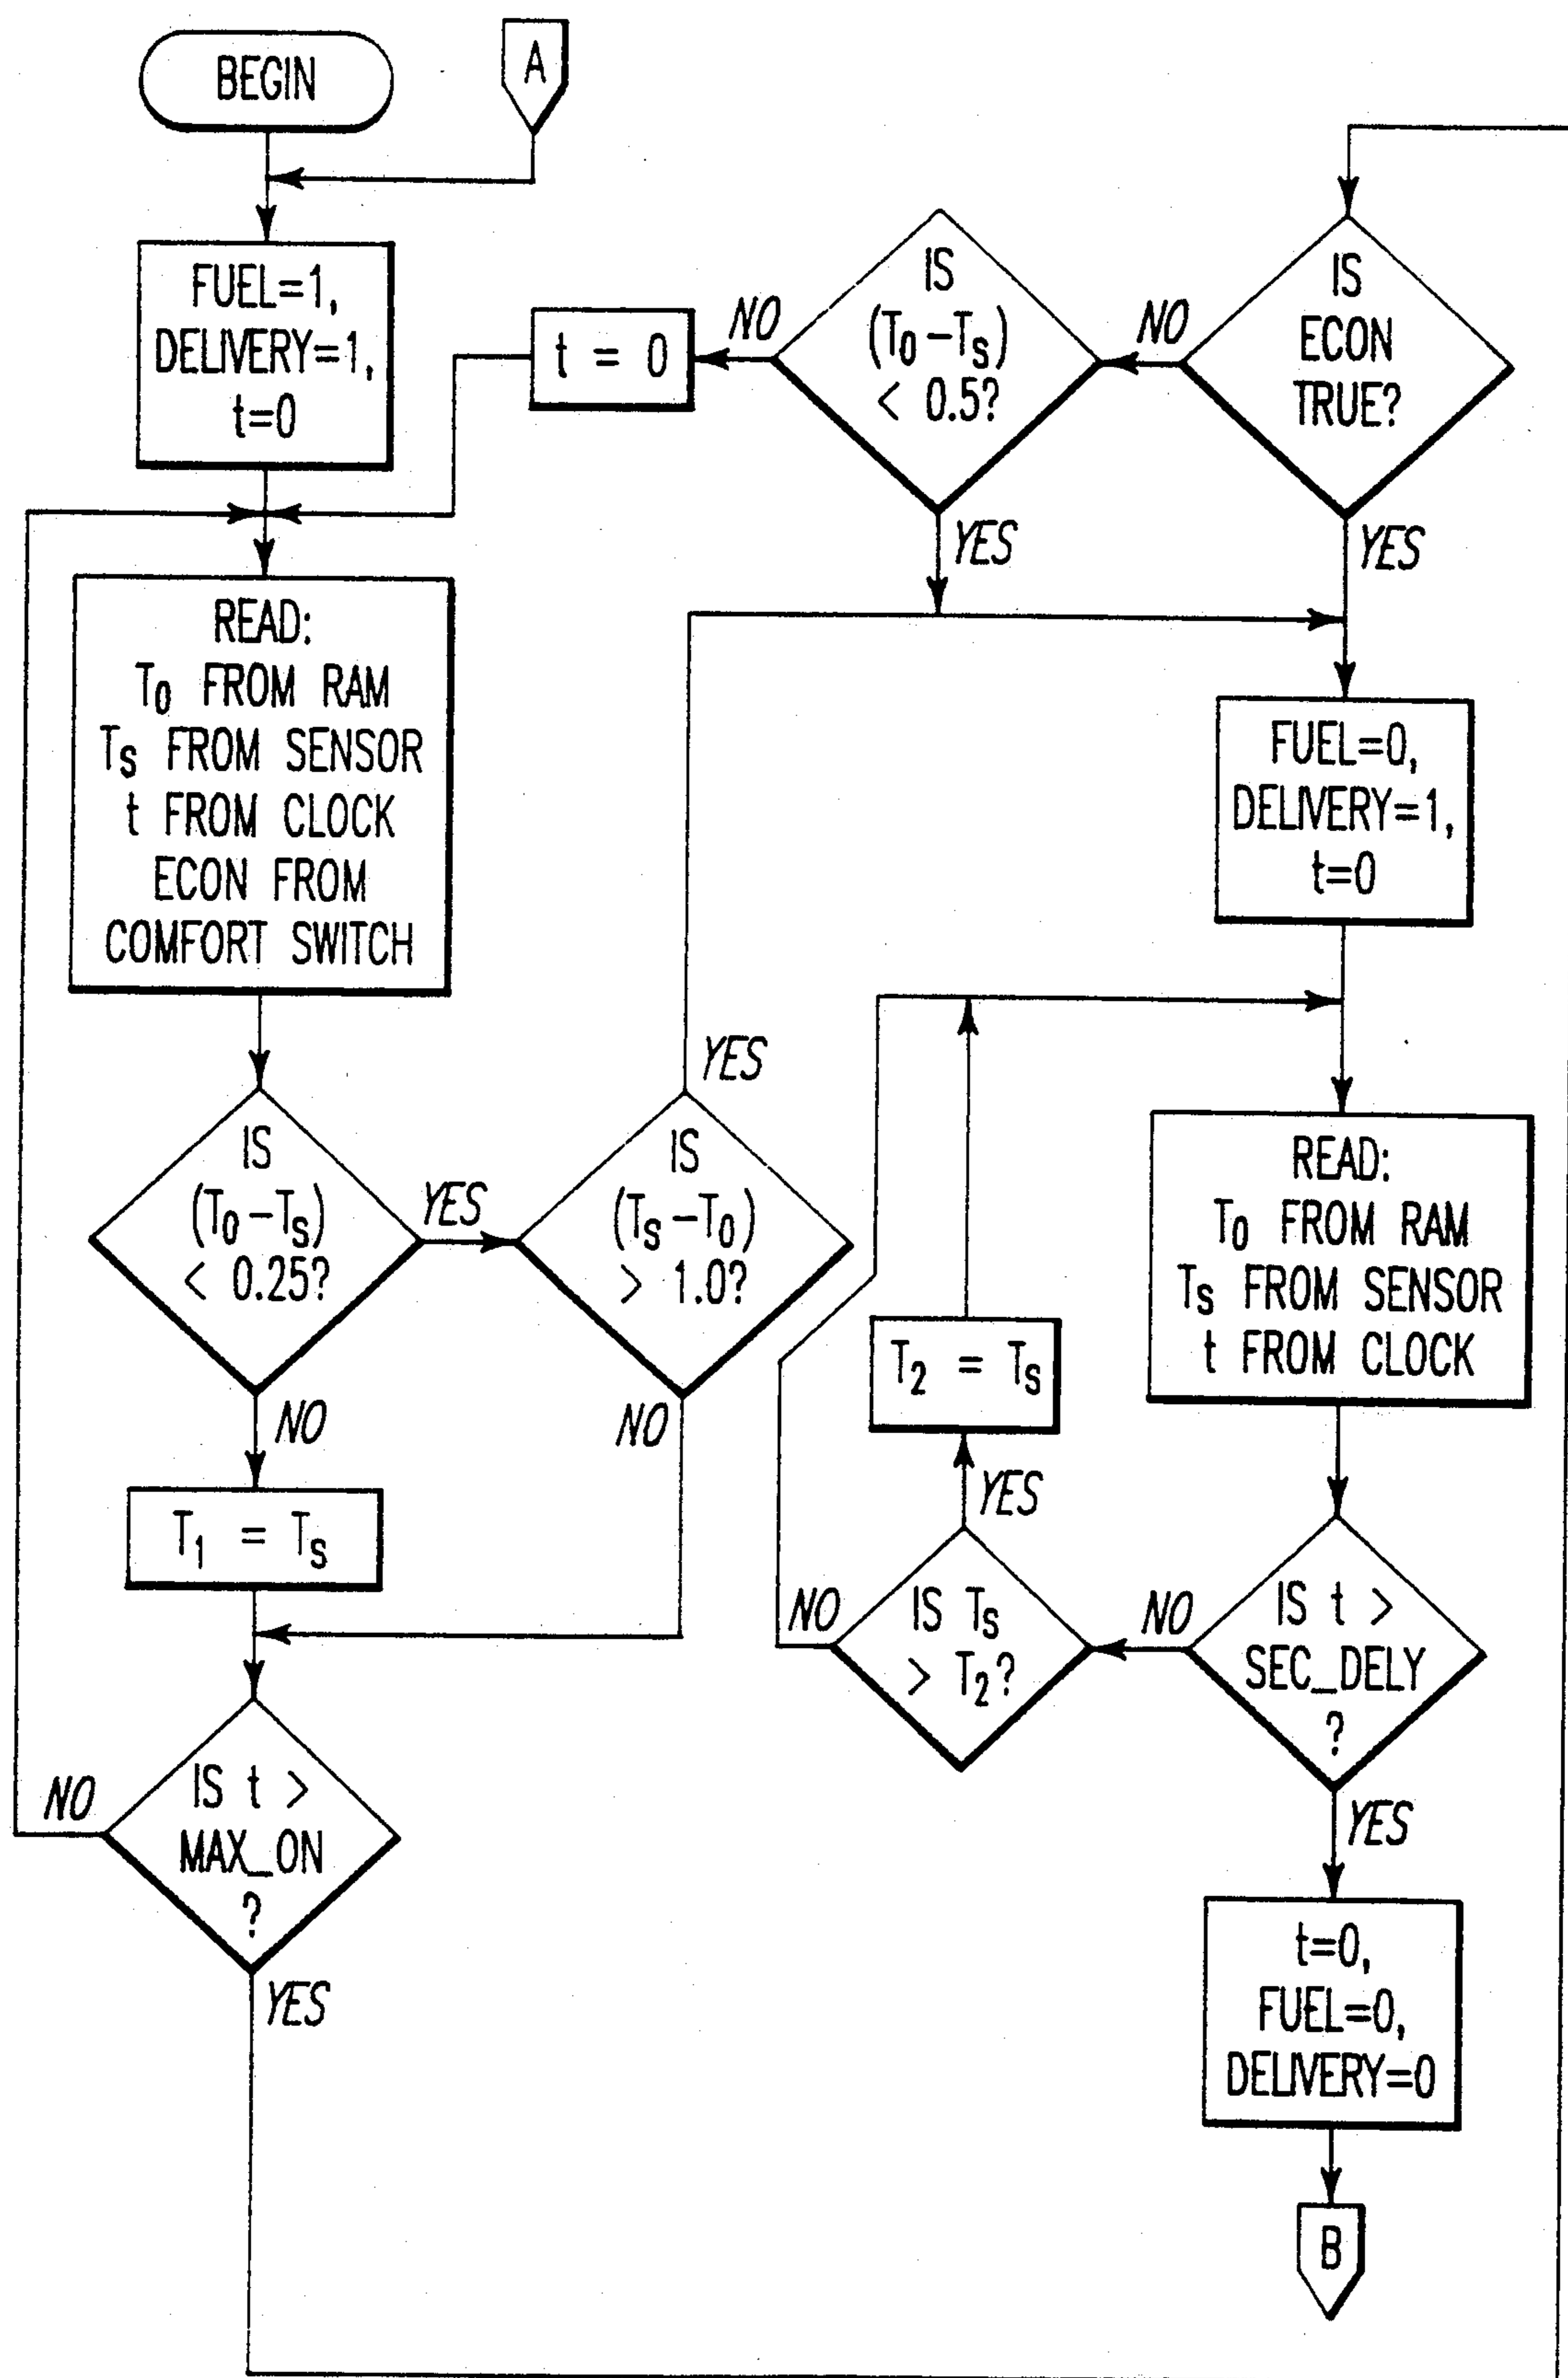 BEGIN
A
FUEL=1,
DELIVERY=1,
t=0
READ:
T0 FROM RAM
TS FROM SENSOR
t FROM CLOCK
ECON FROM
COMFORT SWITCH
IS
(T0-TS)
< 0.25?
YES
NO
T1 = TS
IS t >
MAX_ON
?
NO
YES
IS
(TS-T0)
> 1.0?
YES
NO
IS
ECON
TRUE?
NO
YES
IS
(T0-TS)
< 0.5?
NO
YES
t = 0
FUEL=0,
DELIVERY=1,
t=0
READ:
T0 FROM RAM
TS FROM SENSOR
t FROM CLOCK
IS t >
SEC_DELY
?
NO
YES
IS TS
> T2?
NO
YES
T2 = TS
t=0,
FUEL=0,
DELIVERY=0
B